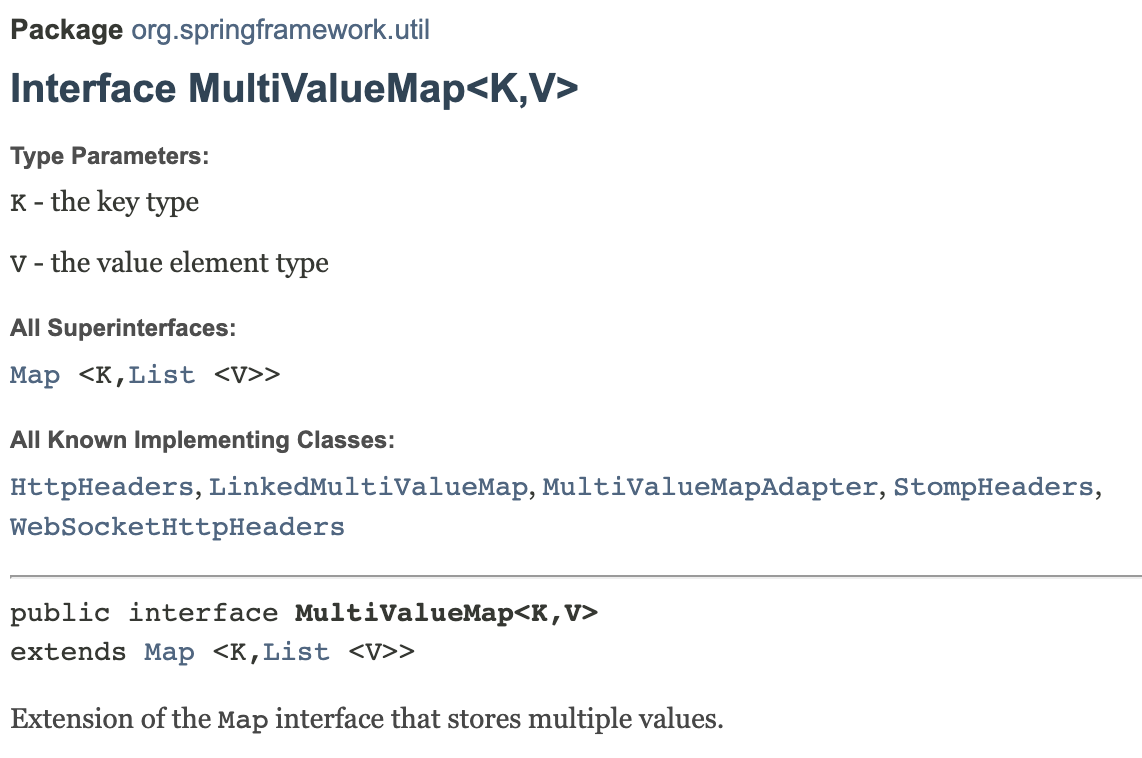 Package org.springframework.util
Interface MultiValueMap<K,V>
Type Parameters:
K - the key type
V - the value element type
All Superinterfaces:
Map <K,List <V>>
All Known Implementing Classes:
HttpHeaders, LinkedMultiValueMap, MultiValueMapAdapter, StompHeaders,
WebSocketHttpHeaders
public interface MultiValueMap<K,V>
extends Map <K,List <V>>
Extension of the Map interface that stores multiple values.